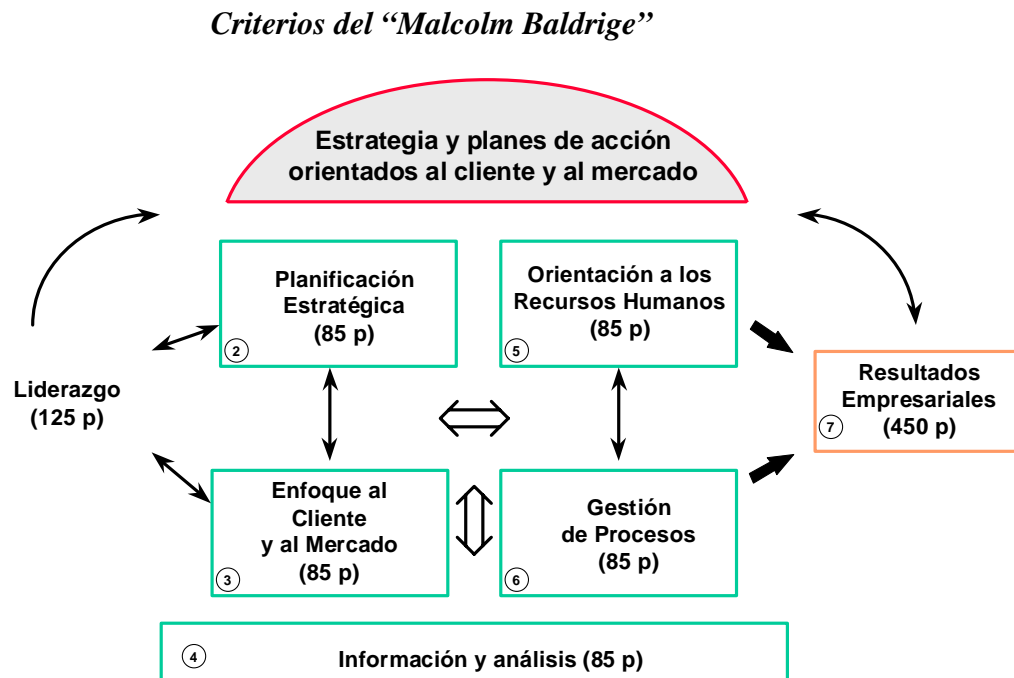 Criterios del “Malcolm Baldrige”
Estrategia y planes de acción
orientados al cliente y al mercado
Planificación
Estratégica
(85 p)
2
Orientación a los
Recursos Humanos
(85 p)
5
Liderazgo
(125 p)
Resultados
Empresariales
(450 p)
7
Enfoque al
Cliente
y al Mercado
(85 p)
3
Gestión
de Procesos
(85 p)
6
4
Información y análisis (85 p)